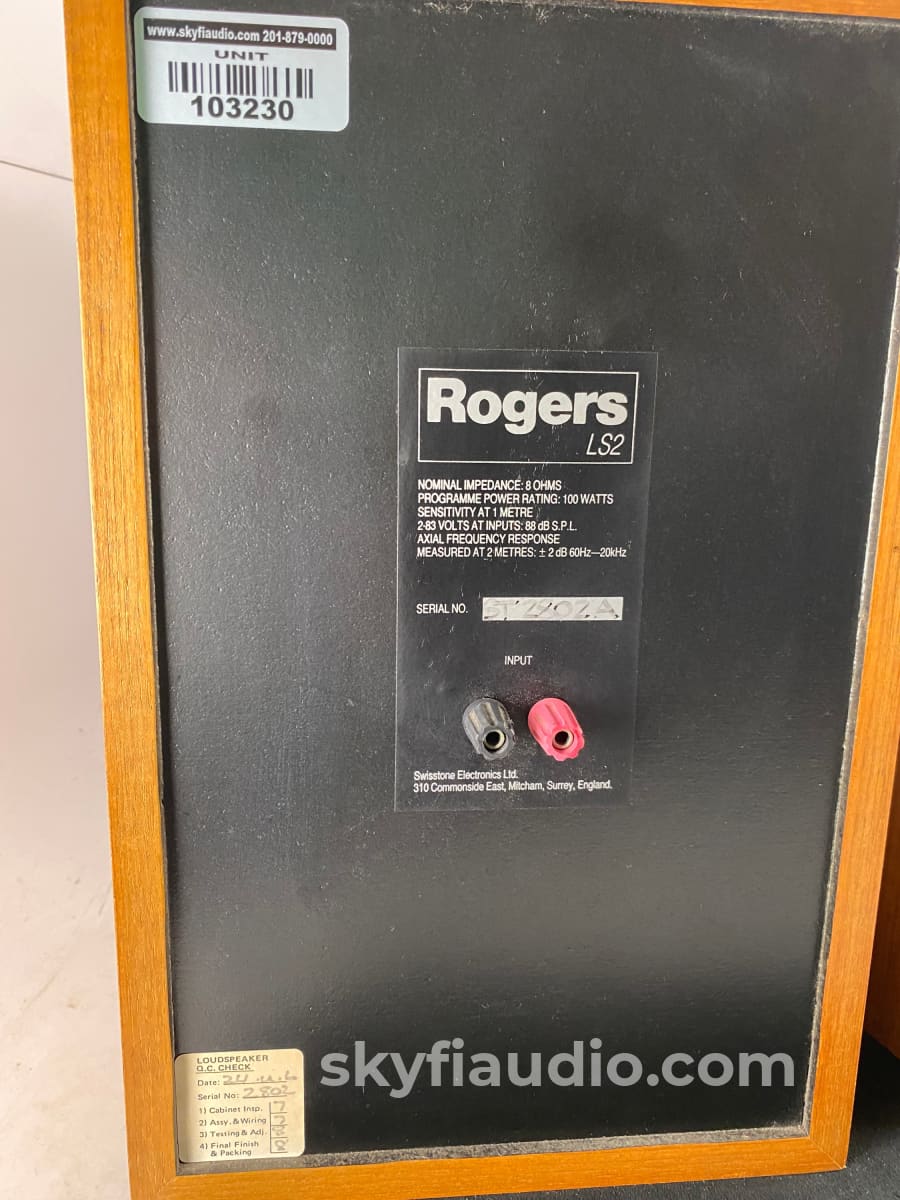 www.skyfiaudio.com 201-879-0000
UNIT
103230
Rogers
LS2
NOMINAL IMPEDANCE: 8 OHMS
PROGRAMME POWER RATING: 100 WATTS
SENSITIVITY AT 1 METRE
2-83 VOLTS AT INPUTS: 88 dB S.P.L.
AXIAL FREQUENCY RESPONSE
MEASURED AT 2 METRES: ± 2 dB 60Hz—20kHz
SERIAL NO. ST 2802A
INPUT
Swisstone Electronics Ltd.
310 Commonside East, Mitcham, Surrey, England.
skyfiaudio.com
LOUDSPEAKER
Q.C. CHECK
Date:
Serial No: 2802
1) Cabinet Insp.
2) Assy. & Wiring
3) Testing & Adj.
4) Final Finish
& Packing